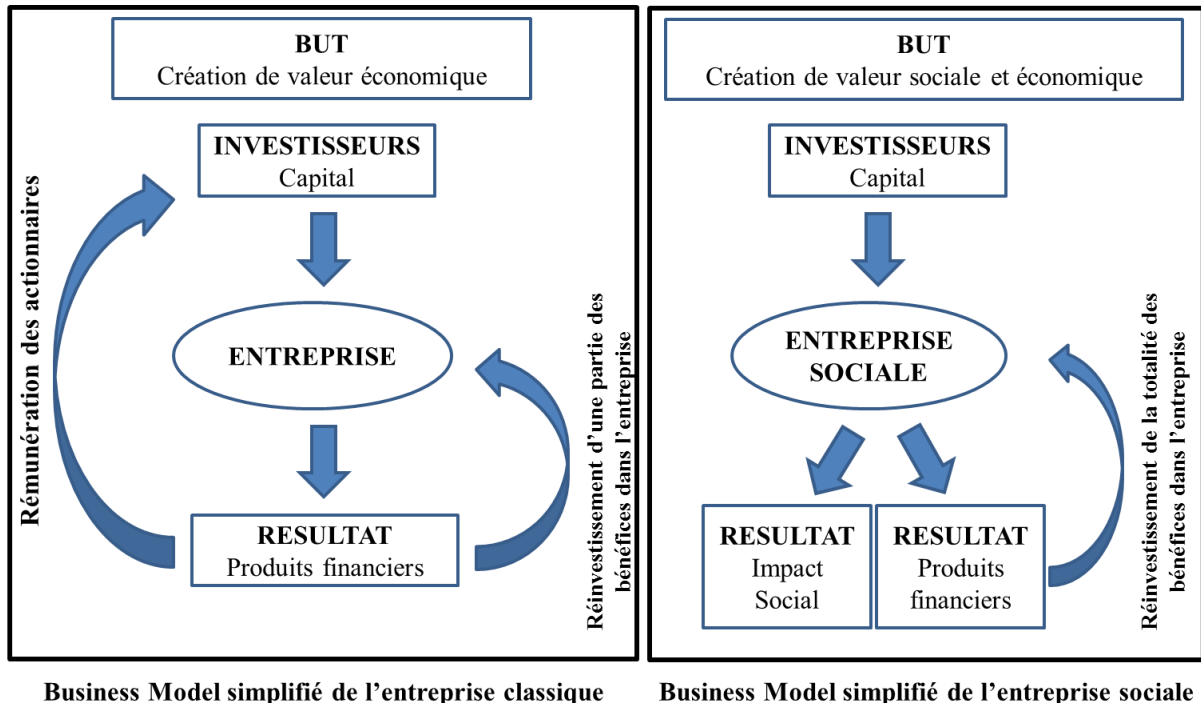 BUT
Création de valeur économique
INVESTISSEURS
Capital
Rémunération des actionnaires
ENTREPRISE
Réinvestissement d’une partie des
bénéfices dans l’entreprise
RESULTAT
Produits financiers
Business Model simplifié de l’entreprise classique
BUT
Création de valeur sociale et économique
INVESTISSEURS
Capital
ENTREPRISE
SOCIALE
Réinvestissement de la totalité des
bénéfices dans l’entreprise
RESULTAT
Impact
Social
RESULTAT
Produits
financiers
Business Model simplifié de l’entreprise sociale